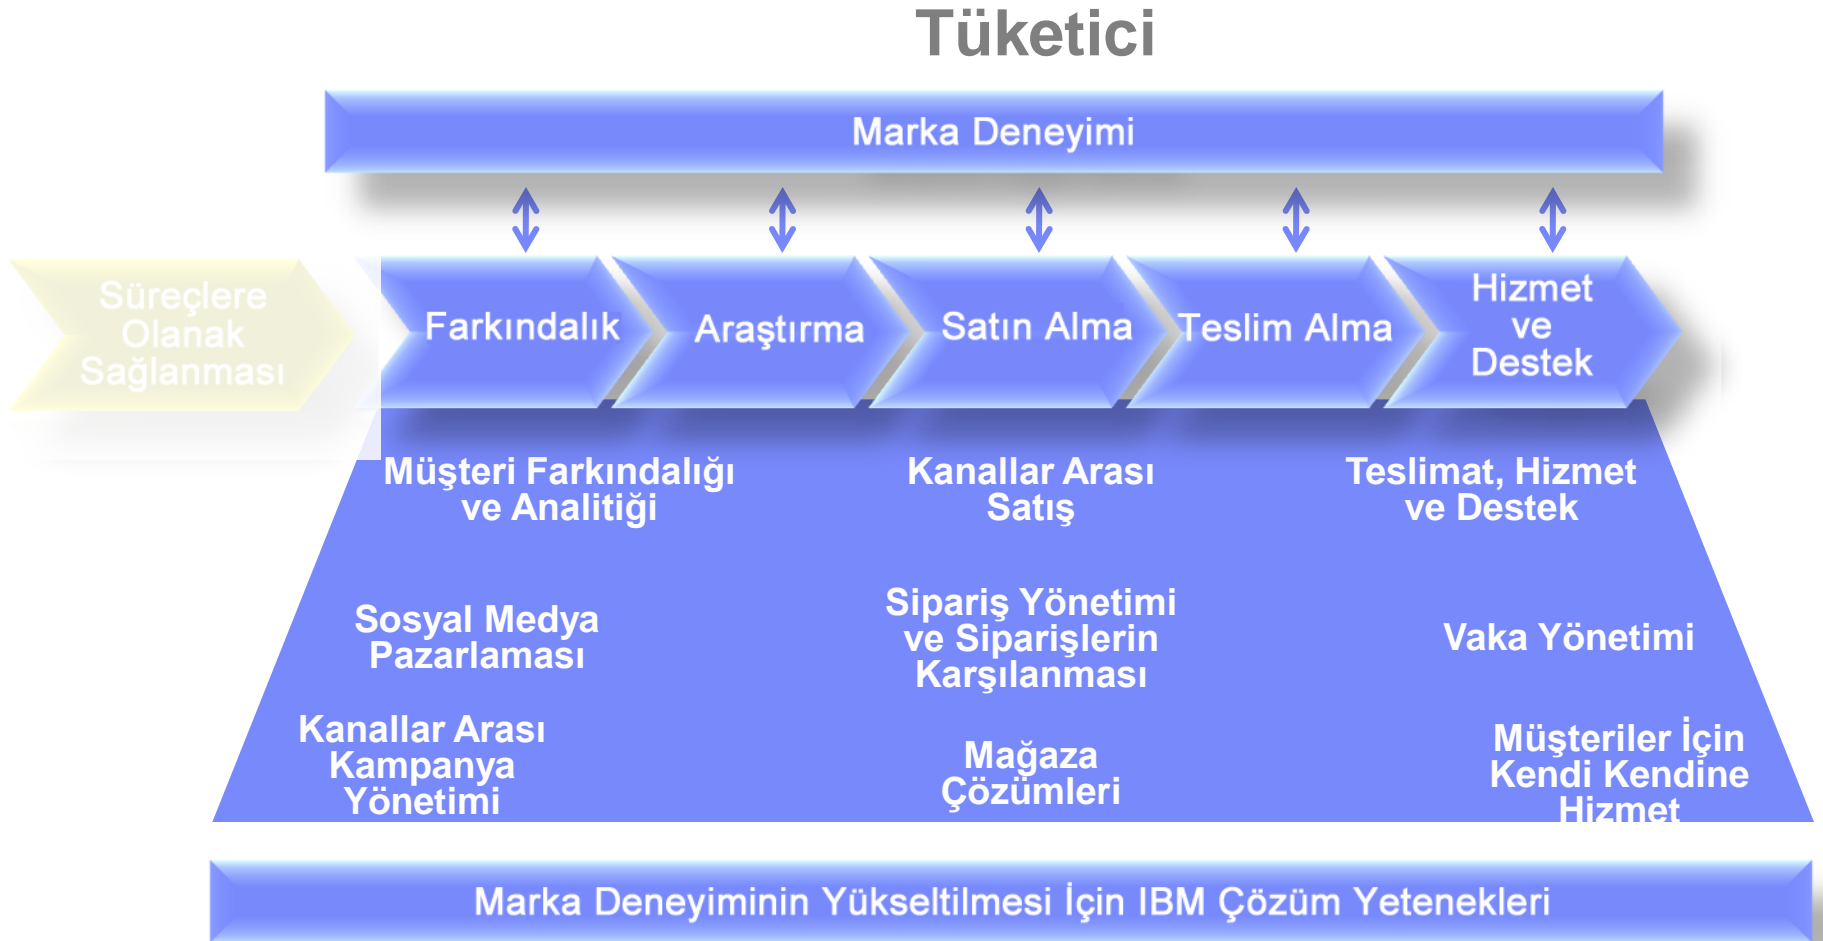 Tüketici
Marka Deneyimi
Süreçlere
Olanak
Sağlanması
Farkındalık
Araştırma
Satın Alma
Teslim Alma
Hizmet
ve
Destek
Müşteri Farkındalığı
ve Analitiği
Kanallar Arası
Satış
Teslimat, Hizmet
ve Destek
Sosyal Medya
Pazarlaması
Sipariş Yönetimi
ve Siparişlerin
Karşılanması
Vaka Yönetimi
Kanallar Arası
Kampanya
Yönetimi
Mağaza
Çözümleri
Müşteriler İçin
Kendi Kendine
Hizmet
Marka Deneyiminin Yükseltilmesi İçin IBM Çözüm Yetenekleri